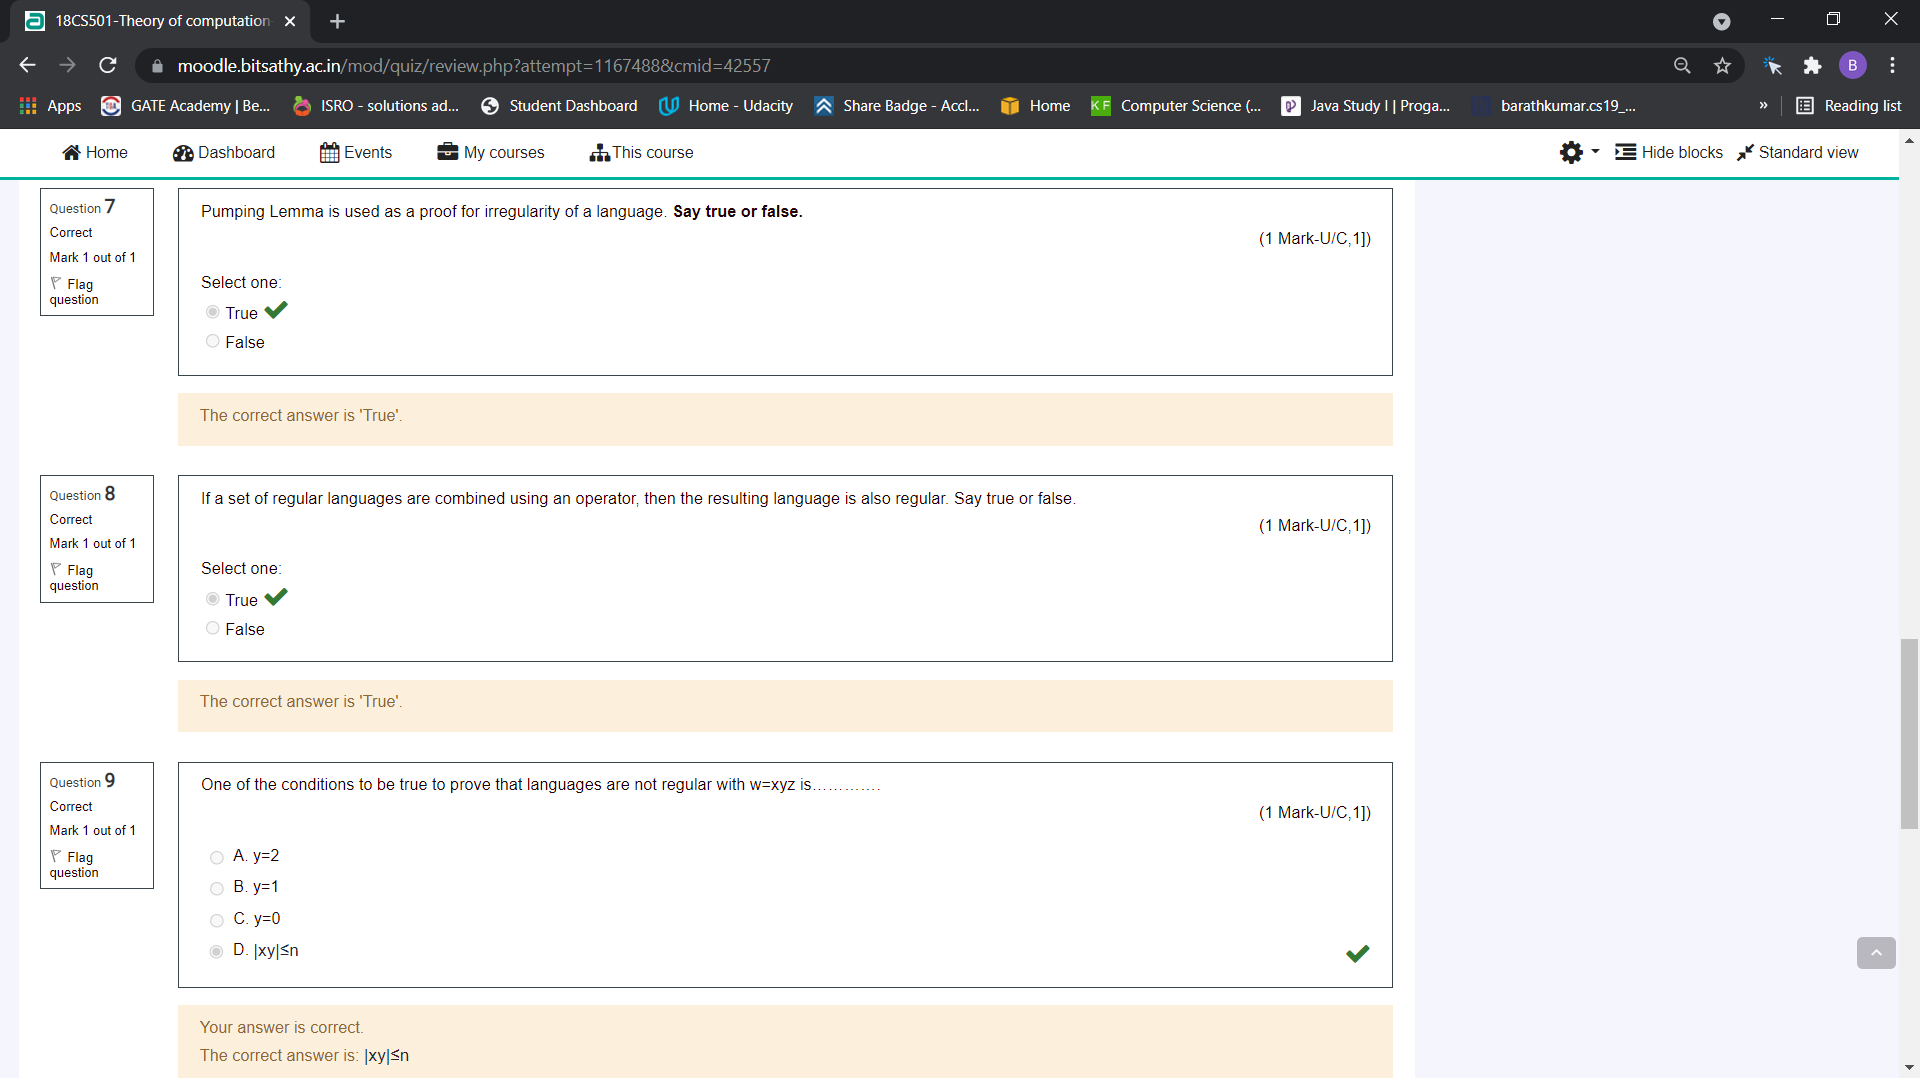 18CS501-Theory of computation
moodle.bitsathy.ac.in/mod/quiz/review.php?attempt=1167488&cmid=42557
B
Apps
GATE Academy | Be...
ISRO - solutions ad...
Student Dashboard
Home - Udacity
Share Badge - Accl...
Home
KF Computer Science (...
Java Study I | Proga...
barathkumar.cs19_...
»
Reading list
Home
Dashboard
Events
My courses
This course
Hide blocks
Standard view
Question 7
Correct
Mark 1 out of 1
Flag
question
Pumping Lemma is used as a proof for irregularity of a language. Say true or false.
(1 Mark-U/C,1])
Select one:
True
False
The correct answer is 'True'.
Question 8
Correct
Mark 1 out of 1
Flag
question
If a set of regular languages are combined using an operator, then the resulting language is also regular. Say true or false.
(1 Mark-U/C,1])
Select one:
True
False
The correct answer is 'True'.
Question 9
Correct
Mark 1 out of 1
Flag
question
One of the conditions to be true to prove that languages are not regular with w=xyz is………….
(1 Mark-U/C,1])
A. y=2
B. y=1
C. y=0
D. |xy|≤n
Your answer is correct.
The correct answer is: |xy|≤n